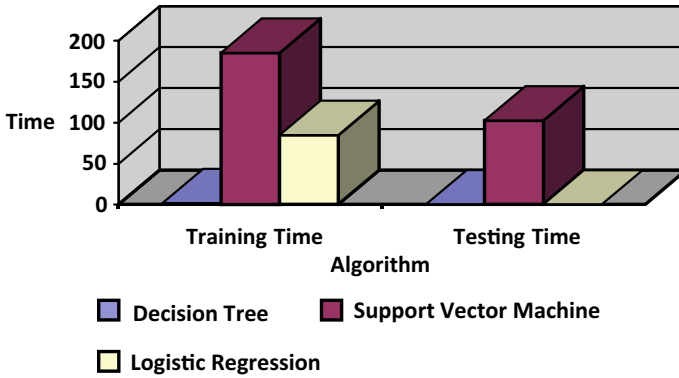 200
150
100
50
0
Time
Training Time
Testing Time
Algorithm
Decision Tree
Support Vector Machine
Logistic Regression